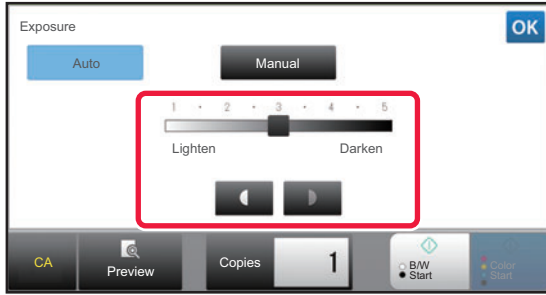 Exposure
OK
Auto
Manual
1 · 2 · 3 · 4 · 5
Lighten
Darken
CA
Preview
Copies
1
B/W
Start
Color
Start